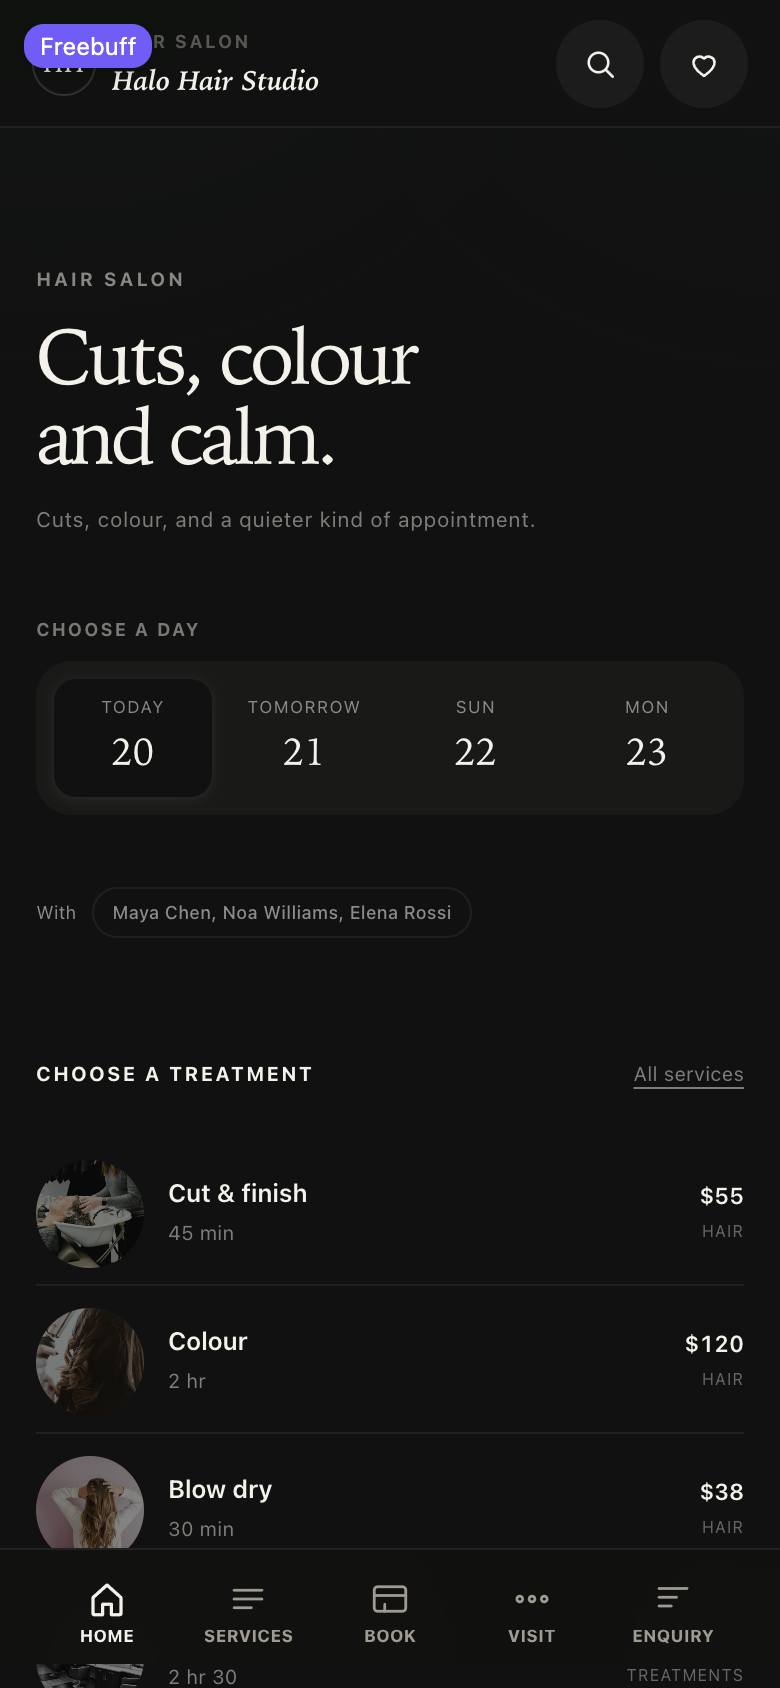 Freebuff
R SALON
Halo Hair Studio
HAIR SALON
Cuts, colour
and calm.
Cuts, colour, and a quieter kind of appointment.
CHOOSE A DAY
TODAY TOMORROW SUN MON
20 21 22 23
With Maya Chen, Noa Williams, Elena Rossi
CHOOSE A TREATMENT All services
Cut & finish $55
45 min HAIR
Colour $120
2 hr HAIR
Blow dry $38
30 min HAIR
HOME SERVICES BOOK VISIT ENQUIRY
2 hr 30 TREATMENTS